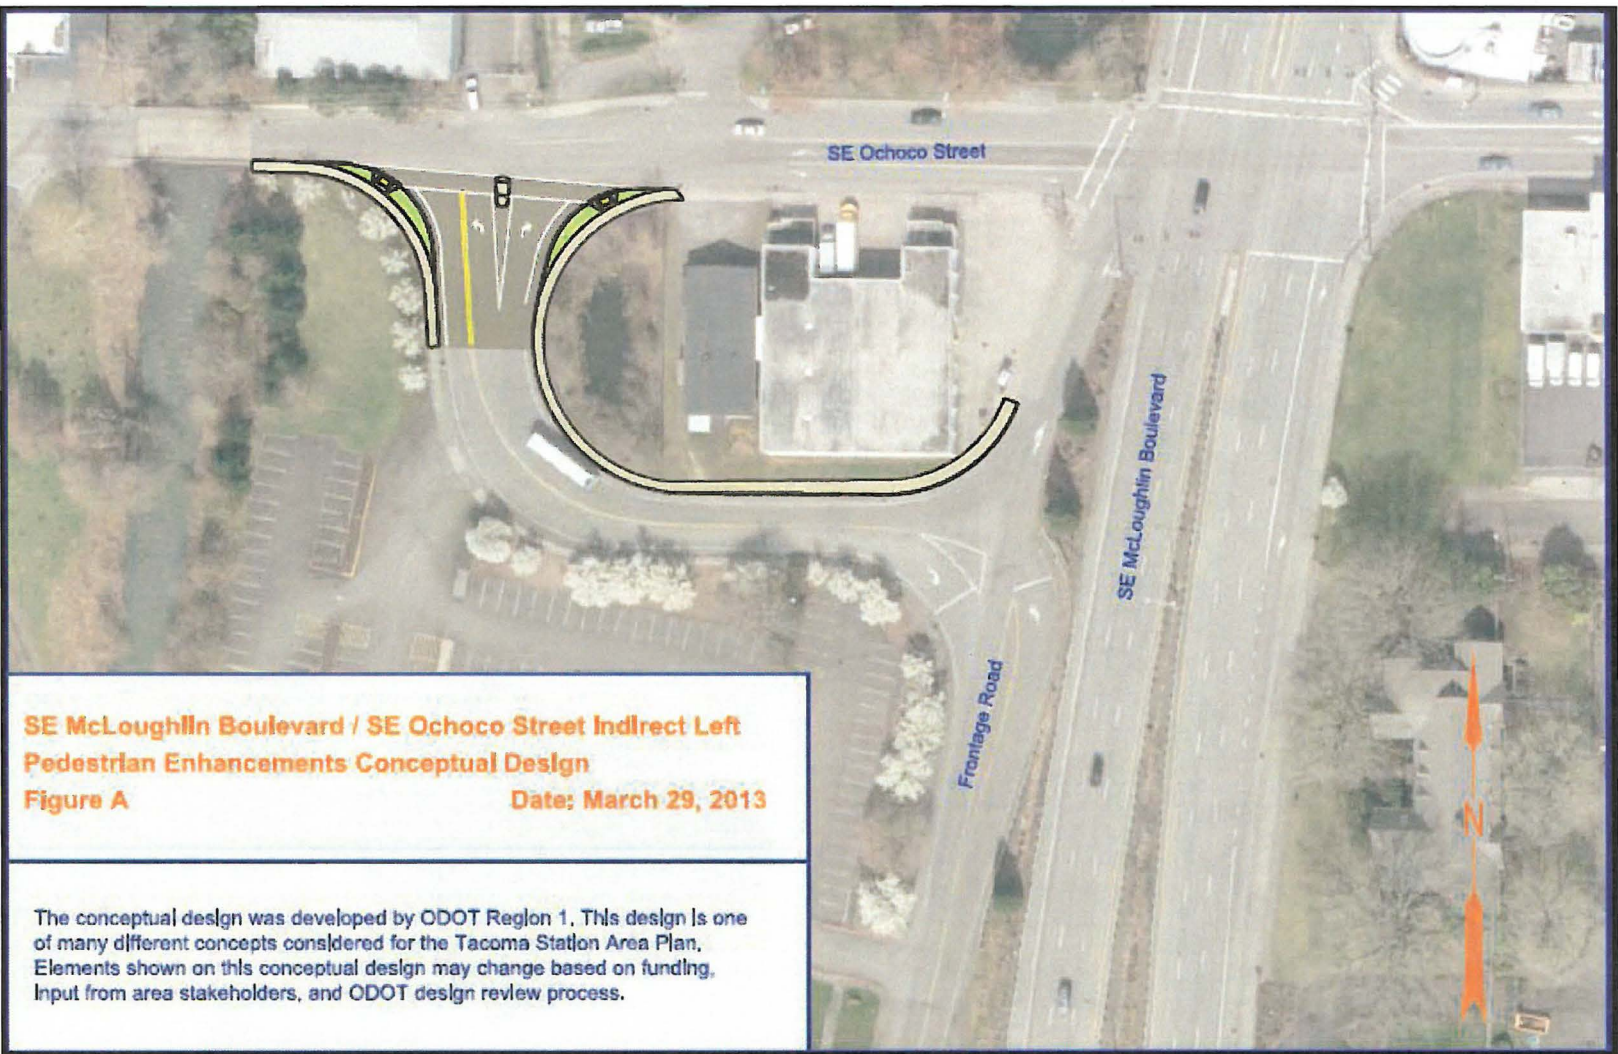 SE Ochoco Street
SE McLoughlin Boulevard
Frontage Road
SE McLoughlin Boulevard / SE Ochoco Street Indirect Left
Pedestrian Enhancements Conceptual Design
Figure A Date: March 29, 2013
N
The conceptual design was developed by ODOT Region 1. This design is one
of many different concepts considered for the Tacoma Station Area Plan.
Elements shown on this conceptual design may change based on funding,
input from area stakeholders, and ODOT design review process.